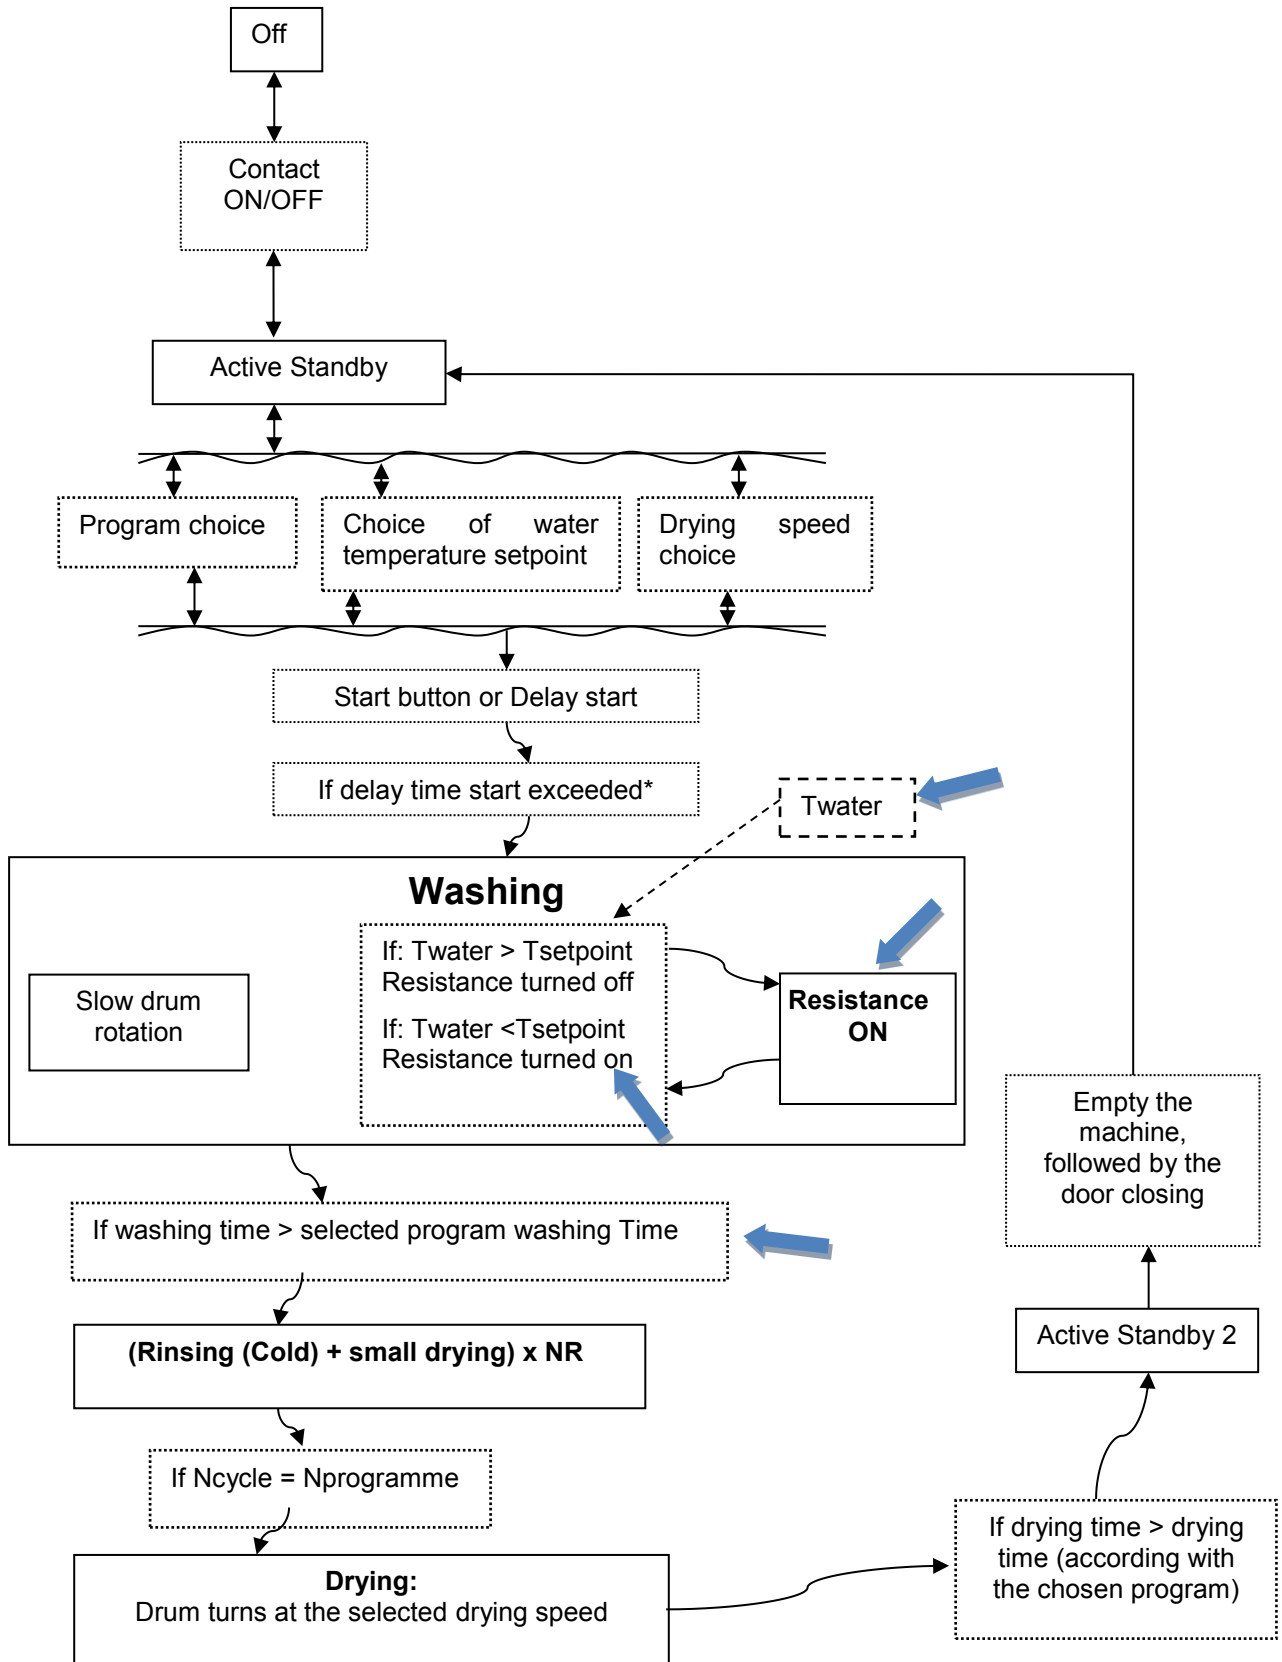 Off
Contact
ON/OFF
Active Standby
Program choice
Choice of water
temperature setpoint
Drying speed
choice
Start button or Delay start
If delay time start exceeded*
Twater
Washing
If: Twater > Tsetpoint
Resistance turned off
If: Twater <Tsetpoint
Resistance turned on
Slow drum
rotation
Resistance
ON
Empty the
machine,
followed by the
door closing
If washing time > selected program washing Time
Active Standby 2
(Rinsing (Cold) + small drying) x NR
If Ncycle = Nprogramme
If drying time > drying
time (according with
the chosen program)
Drying:
Drum turns at the selected drying speed